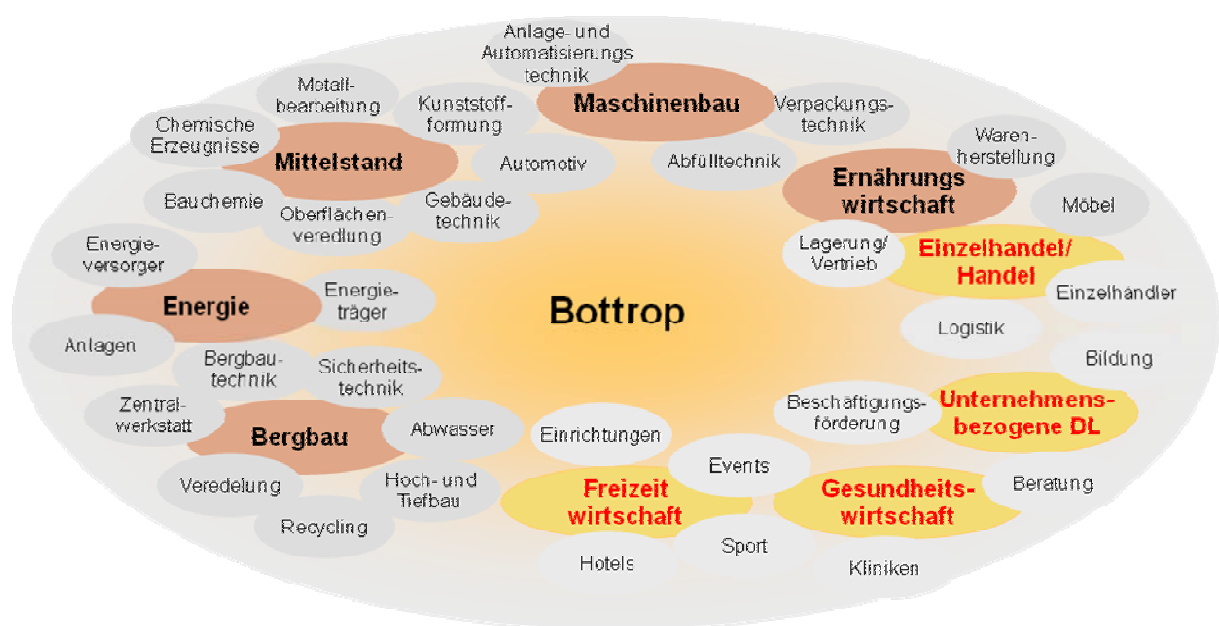 Anlage- und
Automatisierungs
technik
Maschinenbau
Verpackungs-
technik
Abfülltechnik
Metall-
bearbeitung
Kunststoff-
formung
Chemische
Erzeugnisse
Mittelstand
Automotiv
Bauchemie
Oberflächen-
veredlung
Gebäude-
technik
Waren-
herstellung
Ernährungs
wirtschaft
Möbel
Lagerung/
Vertrieb
Einzelhandel/
Handel
Einzelhändler
Logistik
Energie-
versorger
Energie
Energie-
träger
Anlagen
Bottrop
Bergbau-
technik
Sicherheits-
technik
Zentral-
werkstatt
Bergbau
Abwasser
Veredelung
Hoch- und
Tiefbau
Recycling
Bildung
Beschäftigungs-
förderung
Unternehmens-
bezogene DL
Beratung
Einrichtungen
Events
Freizeit
wirtschaft
Hotels
Sport
Gesundheits-
wirtschaft
Kliniken